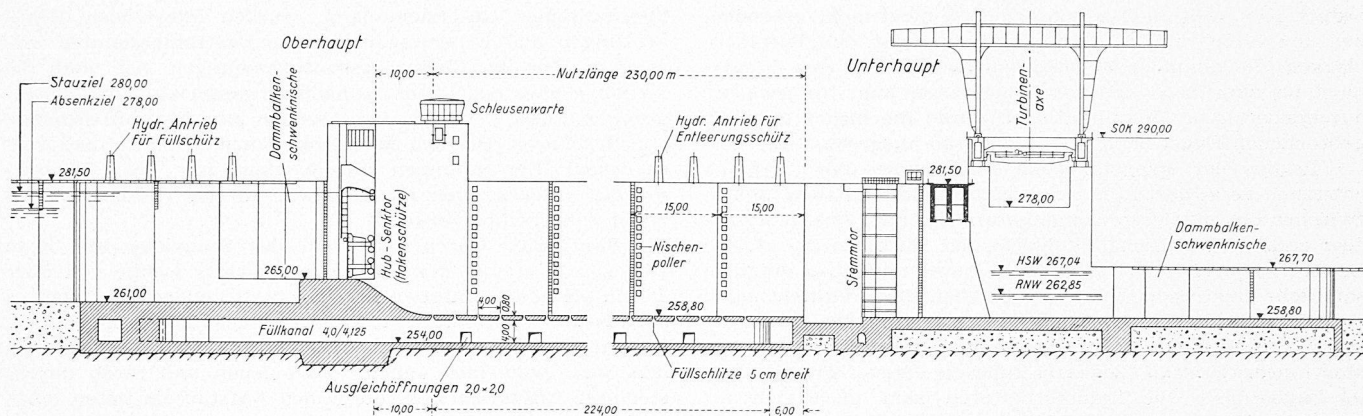 Oberhaupt
10,00
Nutzlänge 230,00 m
Unterhaupt
Turbinen-
axe
Stauziel 280,00
Absenkziel 278,00
Hydr. Antrieb
für Füllschütz
Dammbalken-
schwenknische
Schleusenwarte
Hydr. Antrieb für
Entleerungsschütz
SOK 290,00
281,50
281,50
278,00
Hub-Senktor
(Hakenschütze)
15,00
15,00
Nischen-
poller
Stemmtor
Dammbalken-
schwenknische
HSW 267,04
267,70
RNW 262,85
265,00
261,00
4,00
0,80
258,80
258,80
Füllkanal 4,0/4,125
254,00
4,00
Ausgleichöffnungen 2,0×2,0
Füllschlitze 5 cm breit
10,00
224,00
6,00